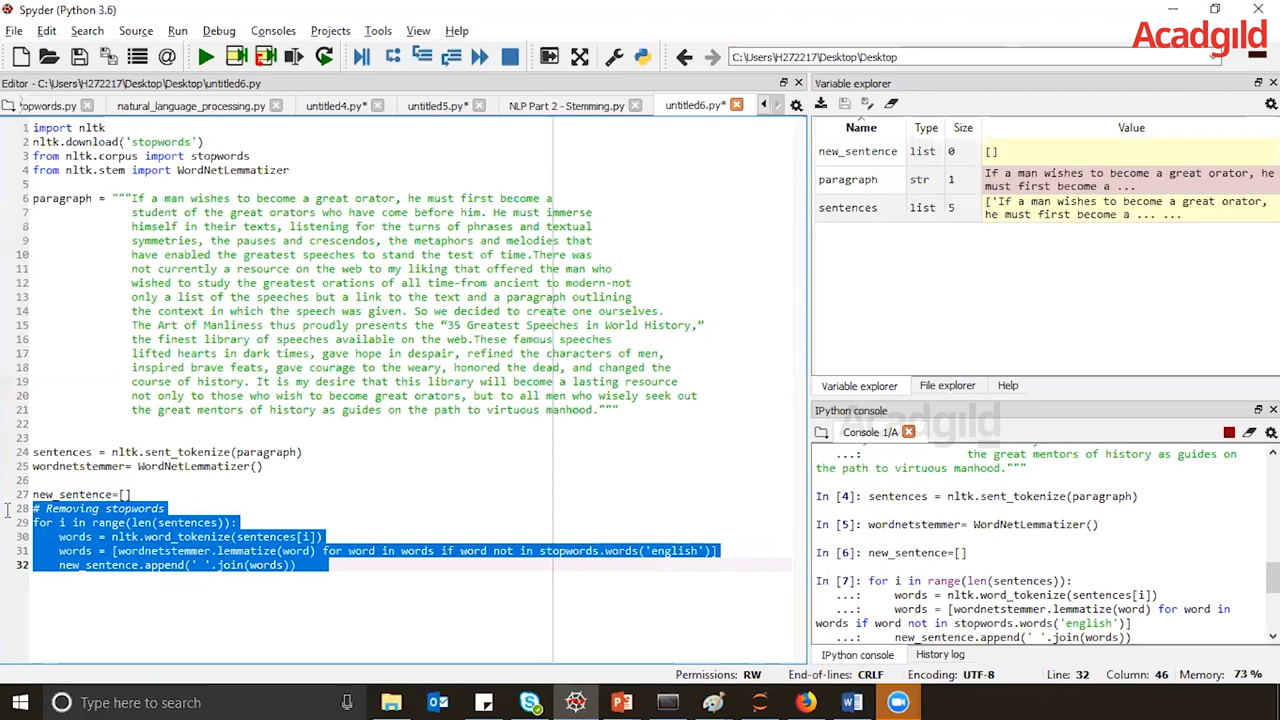 Spyder (Python 3.6)
Acadgild
File Edit Search Source Run Debug Consoles Projects Tools View Help
C:\Users\H272217\Desktop\Desktop
Editor - C:\Users\H272217\Desktop\Desktop\untitled6.py
Variable explorer
opwords.py natural_language_processing.py untitled4.py* untitled5.py* NLP Part 2 - Stemming.py untitled6.py*
1 import nltk
2 nltk.download('stopwords')
3 from nltk.corpus import stopwords
4 from nltk.stem import WordNetLemmatizer
5
6 paragraph = """If a man wishes to become a great orator, he must first become a
7 student of the great orators who have come before him. He must immerse
8 himself in their texts, listening for the turns of phrases and textual
9 symmetries, the pauses and crescendos, the metaphors and melodies that
10 have enabled the greatest speeches to stand the test of time.There was
11 not currently a resource on the web to my liking that offered the man who
12 wished to study the greatest orations of all time-from ancient to modern-not
13 only a list of the speeches but a link to the text and a paragraph outlining
14 the context in which the speech was given. So we decided to create one ourselves.
15 The Art of Manliness thus proudly presents the “35 Greatest Speeches in World History,”
16 the finest library of speeches available on the web.These famous speeches
17 lifted hearts in dark times, gave hope in despair, refined the characters of men,
18 inspired brave feats, gave courage to the weary, honored the dead, and changed the
19 course of history. It is my desire that this library will become a lasting resource
20 not only to those who wish to become great orators, but to all men who wisely seek out
21 the great mentors of history as guides on the path to virtuous manhood."""
22
23
24 sentences = nltk.sent_tokenize(paragraph)
25 wordnetstemmer= WordNetLemmatizer()
26
27 new_sentence=[]
28 # Removing stopwords
29 for i in range(len(sentences)):
30 words = nltk.word_tokenize(sentences[i])
31 words = [wordnetstemmer.lemmatize(word) for word in words if word not in stopwords.words('english')]
32 new_sentence.append(' '.join(words))
Name Type Size Value
new_sentence list 0 []
paragraph str 1 If a man wishes to become a great orator, he
must first become a ...
sentences list 5 ['If a man wishes to become a great orator,
he must first become a ... ...
Variable explorer File explorer Help
IPython console
Acadgild
Console 1/A
...: the great mentors of history as guides on
the path to virtuous manhood."""
In [4]: sentences = nltk.sent_tokenize(paragraph)
In [5]: wordnetstemmer= WordNetLemmatizer()
In [6]: new_sentence=[]
In [7]: for i in range(len(sentences)):
...: words = nltk.word_tokenize(sentences[i])
...: words = [wordnetstemmer.lemmatize(word) for word in
words if word not in stopwords.words('english')]
...: new_sentence.append(' '.join(words))
IPython console History log
Permissions: RW End-of-lines: CRLF Encoding: UTF-8 Line: 32 Column: 46 Memory: 73 %
Type here to search